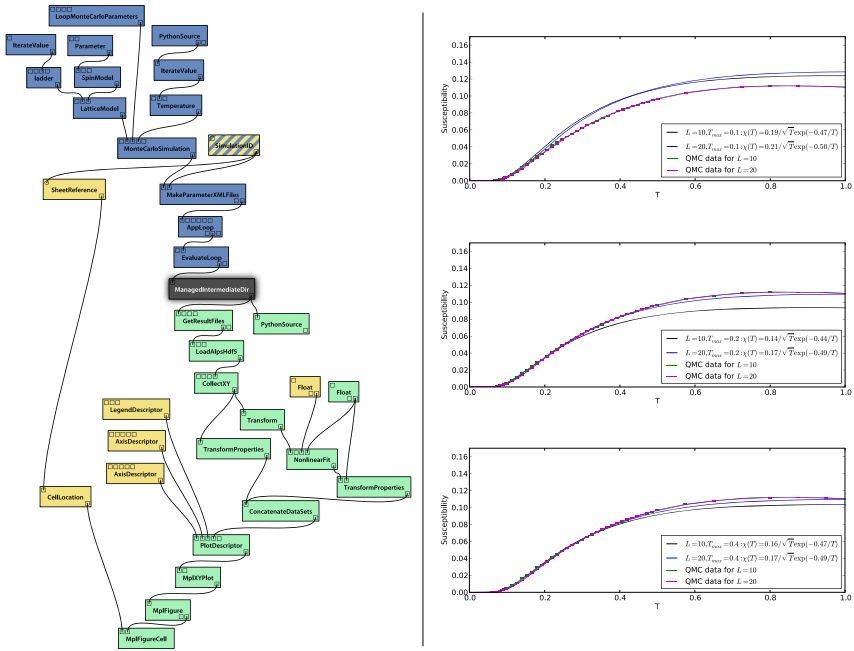 LoopMonteCarloParameters
IterateValue
Parameter
PythonSource
ladder
SpinModel
IterateValue
LatticeModel
Temperature
MonteCarloSimulation
SimulationID
SheetReference
MakeParameterXMLFiles
AppLoop
EvaluateLoop
ManagedIntermediateDir
GetResultFiles
PythonSource
LoadAlpsHdf5
CollectXY
Float
Float
LegendDescriptor
Transform
AxisDescriptor
TransformProperties
NonlinearFit
AxisDescriptor
TransformProperties
CellLocation
ConcatenateDataSets
PlotDescriptor
MplXYPlot
MplFigure
MplFigureCell
Susceptibility
0.16
0.14
0.12
0.10
0.08
0.06
0.04
0.02
0.00
0.0 0.2 0.4 0.6 0.8 1.0
T
L=10,T_max=0.1:χ(T)=0.19/√T exp(−0.47/T)
L=20,T_max=0.1:χ(T)=0.21/√T exp(−0.50/T)
QMC data for L=10
QMC data for L=20
Susceptibility
0.16
0.14
0.12
0.10
0.08
0.06
0.04
0.02
0.00
0.0 0.2 0.4 0.6 0.8 1.0
T
L=10,T_max=0.2:χ(T)=0.14/√T exp(−0.44/T)
L=20,T_max=0.2:χ(T)=0.17/√T exp(−0.49/T)
QMC data for L=10
QMC data for L=20
Susceptibility
0.16
0.14
0.12
0.10
0.08
0.06
0.04
0.02
0.00
0.0 0.2 0.4 0.6 0.8 1.0
T
L=10,T_max=0.4:χ(T)=0.16/√T exp(−0.47/T)
L=20,T_max=0.4:χ(T)=0.17/√T exp(−0.49/T)
QMC data for L=10
QMC data for L=20